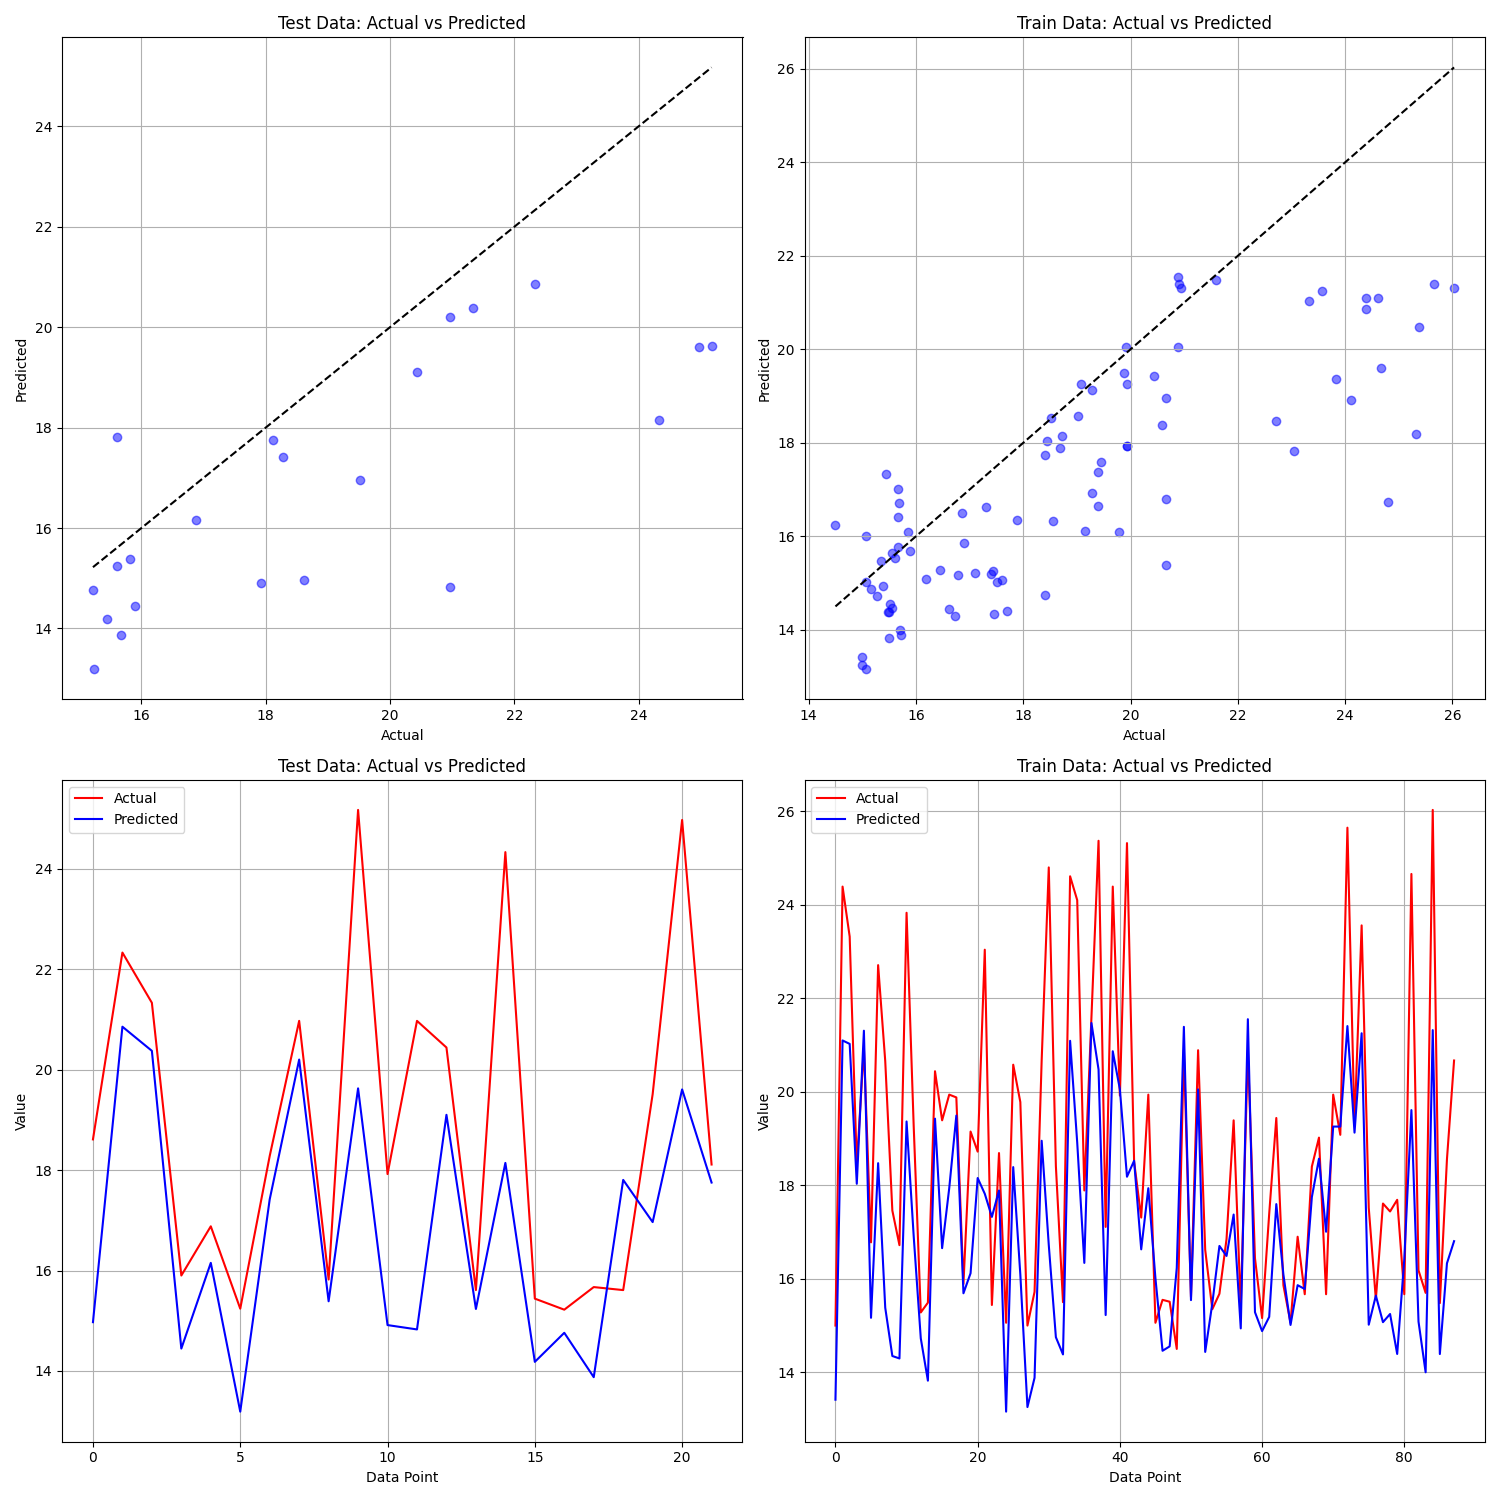 Test Data: Actual vs Predicted
24
22
20
18
16
14
Predicted
16 18 20 22 24
Actual
Train Data: Actual vs Predicted
26
24
22
20
18
16
14
Predicted
14 16 18 20 22 24 26
Actual
Test Data: Actual vs Predicted
Actual
Predicted
24
22
20
18
16
14
Value
0 5 10 15 20
Data Point
Train Data: Actual vs Predicted
Actual
Predicted
26
24
22
20
18
16
14
Value
0 20 40 60 80
Data Point